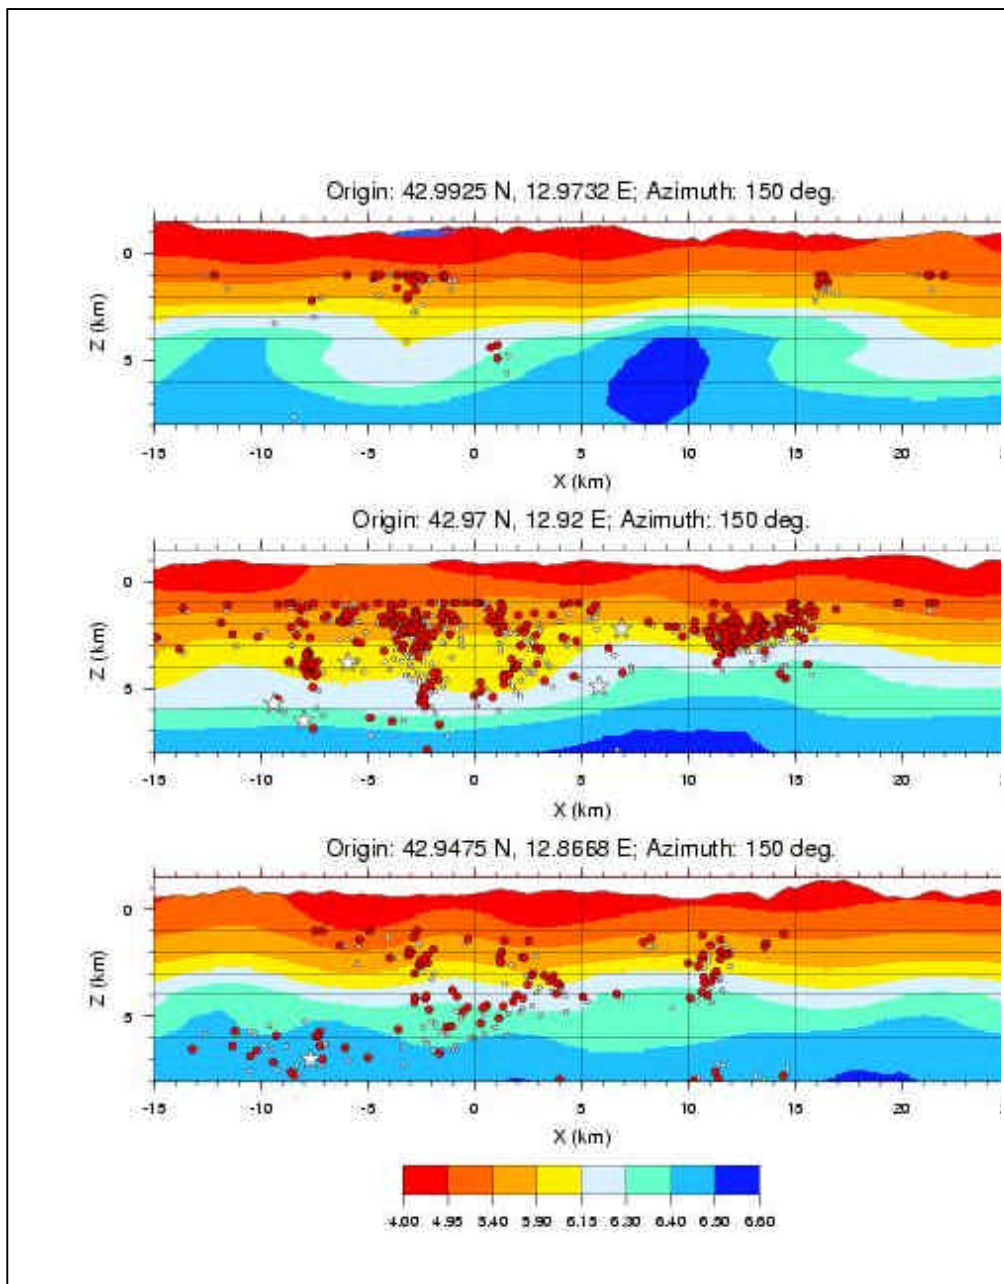 Origin: 42.9925 N, 12.9732 E; Azimuth: 150 deg.
0
5
Z (km)
-15 -10 -5 0 5 10 15 20
X (km)
Origin: 42.97 N, 12.92 E; Azimuth: 150 deg.
0
5
Z (km)
-15 -10 -5 0 5 10 15 20
X (km)
Origin: 42.9475 N, 12.8668 E; Azimuth: 150 deg.
0
5
Z (km)
-15 -10 -5 0 5 10 15 20
X (km)
4.00 4.95 5.40 5.90 6.15 6.30 6.40 6.50 6.60